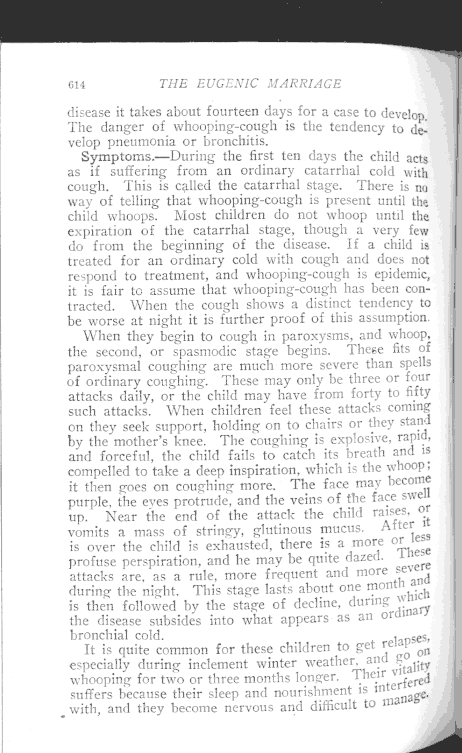 614 THE EUGENIC MARRIAGE
disease it takes about fourteen days for a case to develop.
The danger of whooping-cough is the tendency to de-
velop pneumonia or bronchitis.
Symptoms.—During the first ten days the child acts
as if suffering from an ordinary catarrhal cold with
cough. This is called the catarrhal stage. There is no
way of telling that whooping-cough is present until the
child whoops. Most children do not whoop until the
expiration of the catarrhal stage, though a very few
do from the beginning of the disease. If a child is
treated for an ordinary cold with cough and does not
respond to treatment, and whooping-cough is epidemic,
it is fair to assume that whooping-cough has been con-
tracted. When the cough shows a distinct tendency to
be worse at night it is further proof of this assumption.
When they begin to cough in paroxysms, and whoop,
the second, or spasmodic stage begins. These fits of
paroxysmal coughing are much more severe than spells
of ordinary coughing. These may only be three or four
attacks daily, or the child may have from forty to fifty
such attacks. When children feel these attacks coming
on they seek support, holding on to chairs or they stand
by the mother's knee. The coughing is explosive, rapid,
and forceful, the child fails to catch its breath and is
compelled to take a deep inspiration, which is the whoop;
it then goes on coughing more. The face may become
purple, the eyes protrude, and the veins of the face swell
up. Near the end of the attack the child raises, or
vomits a mass of stringy, glutinous mucus. After it
is over the child is exhausted, there is a more or less
profuse perspiration, and he may be quite dazed. These
attacks are, as a rule, more frequent and more severe
during the night. This stage lasts about one month and
is then followed by the stage of decline, during which
the disease subsides into what appears as an ordinary
bronchial cold.
It is quite common for these children to get relapses,
especially during inclement winter weather, and go on
whooping for two or three months longer. Their vitality
suffers because their sleep and nourishment is interfered
with, and they become nervous and difficult to manage.